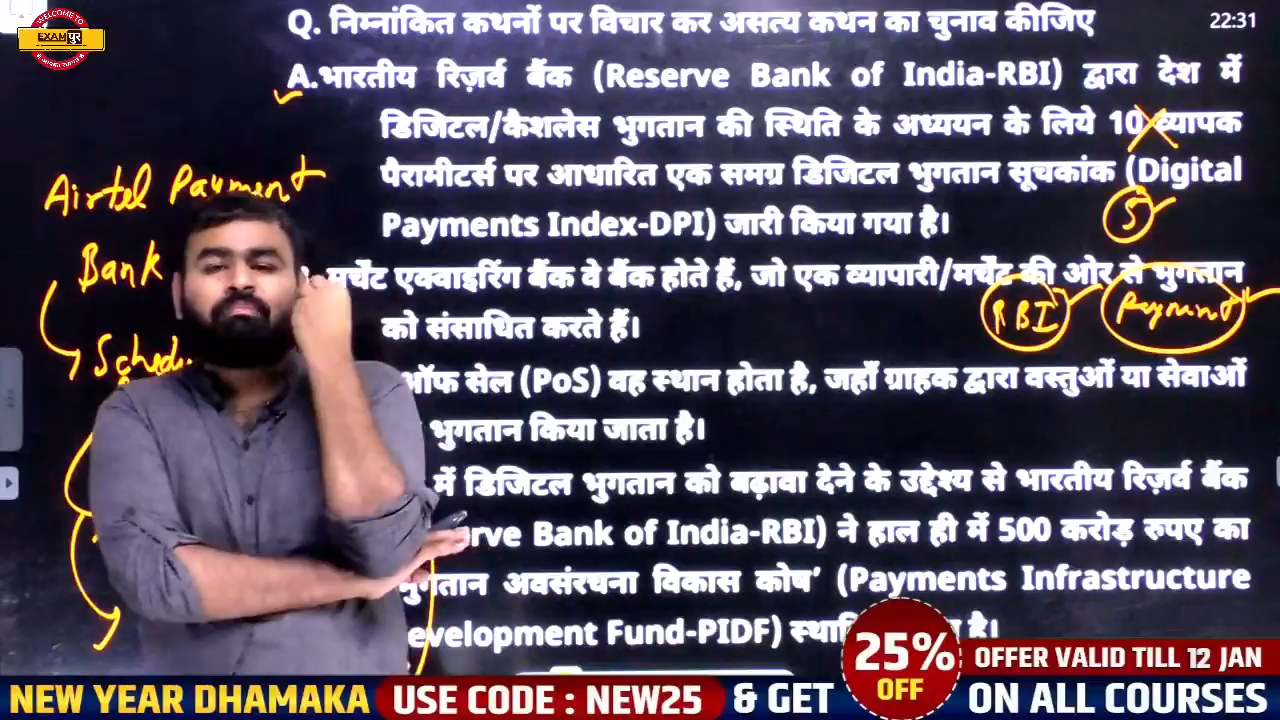 WELCOME TO
EXAM पुर
Q. निम्नांकित कथनों पर विचार कर असत्य कथन का चुनाव कीजिए
22:31
A.भारतीय रिज़र्व बैंक (Reserve Bank of India-RBI) द्वारा देश में
डिजिटल/कैशलेस भुगतान की स्थिति के अध्ययन के लिये 10 व्यापक
पैरामीटर्स पर आधारित एक समग्र डिजिटल भुगतान सूचकांक (Digital
Payments Index-DPI) जारी किया गया है।
5
Airtel Payment
Bank
मर्चेंट एक्वाइरिंग बैंक वे बैंक होते हैं, जो एक व्यापारी/मर्चेंट की ओर से भुगतान
को संसाधित करते हैं।
RBI Payment
ऑफ सेल (PoS) वह स्थान होता है, जहाँ ग्राहक द्वारा वस्तुओं या सेवाओं
भुगतान किया जाता है।
में डिजिटल भुगतान को बढ़ावा देने के उद्देश्य से भारतीय रिज़र्व बैंक
Bank of India-RBI) ने हाल ही में 500 करोड़ रुपए का
अवसंरचना विकास कोष’ (Payments Infrastructure
Fund-PIDF) है।
25%
OFF
OFFER VALID TILL 12 JAN
NEW YEAR DHAMAKA USE CODE : NEW25 & GET ON ALL COURSES